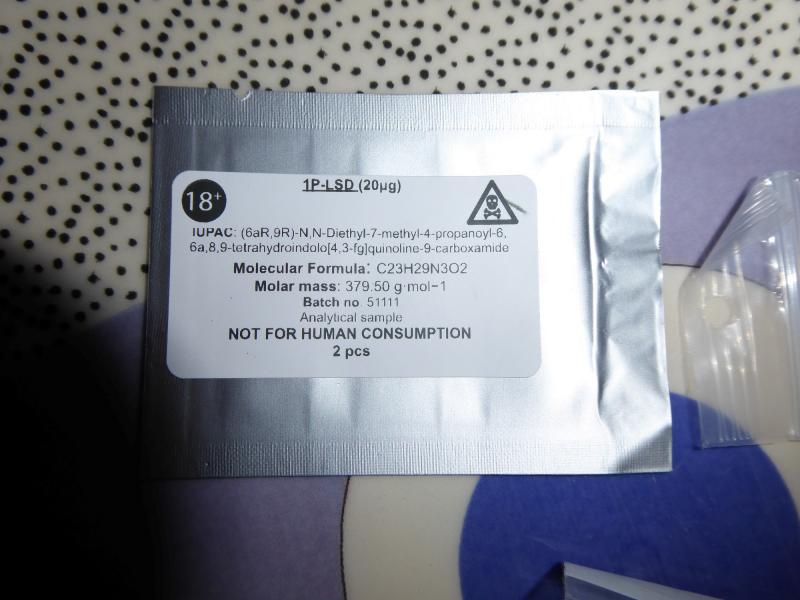 1P-LSD (20µg)
18+
IUPAC: (6aR,9R)-N,N-Diethyl-7-methyl-4-propanoyl-6,
6a,8,9-tetrahydroindolo[4,3-fg]quinoline-9-carboxamide
Molecular Formula: C23H29N3O2
Molar mass: 379.50 g·mol−1
Batch no. 51111
Analytical sample
NOT FOR HUMAN CONSUMPTION
2 pcs